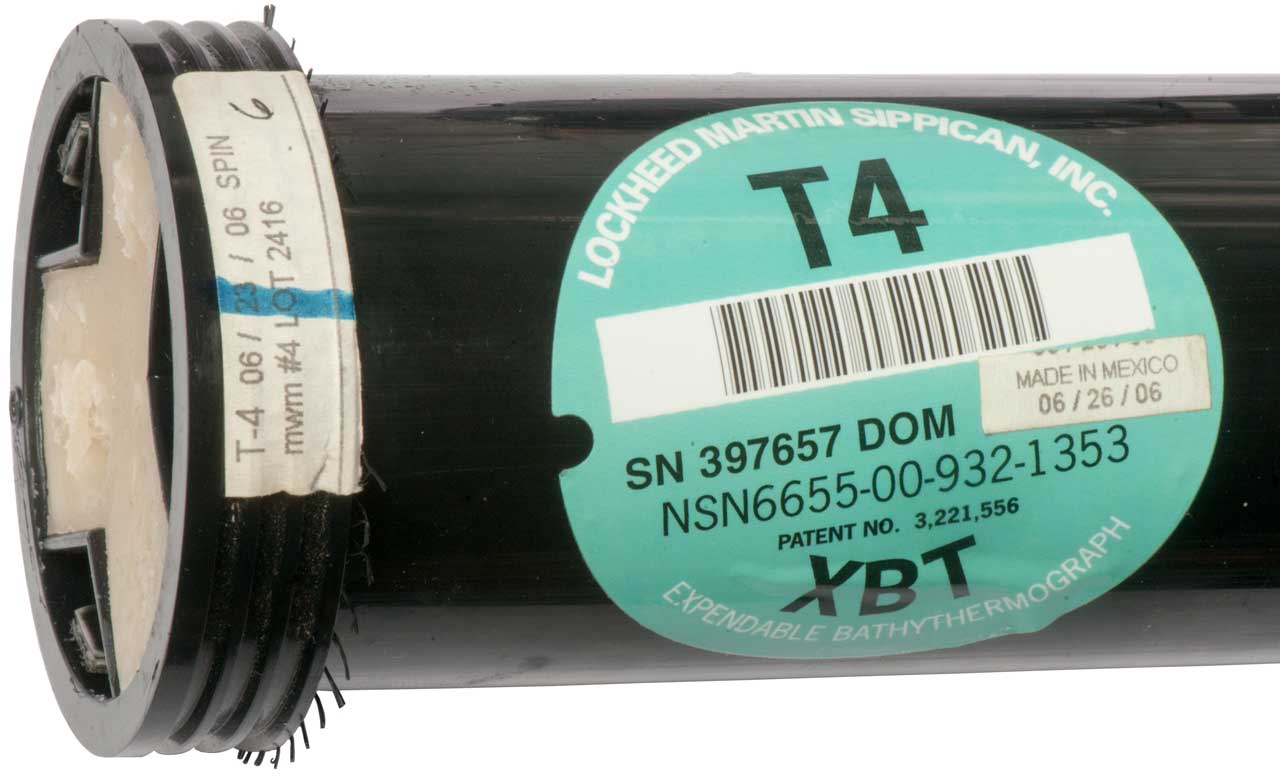 T-4 06 / 23 / 06 SPIN 6
mwm #4 LOT 2416
LOCKHEED MARTIN SIPPICAN, INC.
T4
MADE IN MEXICO
06 / 26 / 06
SN 397657 DOM
NSN6655-00-932-1353
PATENT NO. 3,221,556
XBT
EXPENDABLE BATHYTHERMOGRAPH